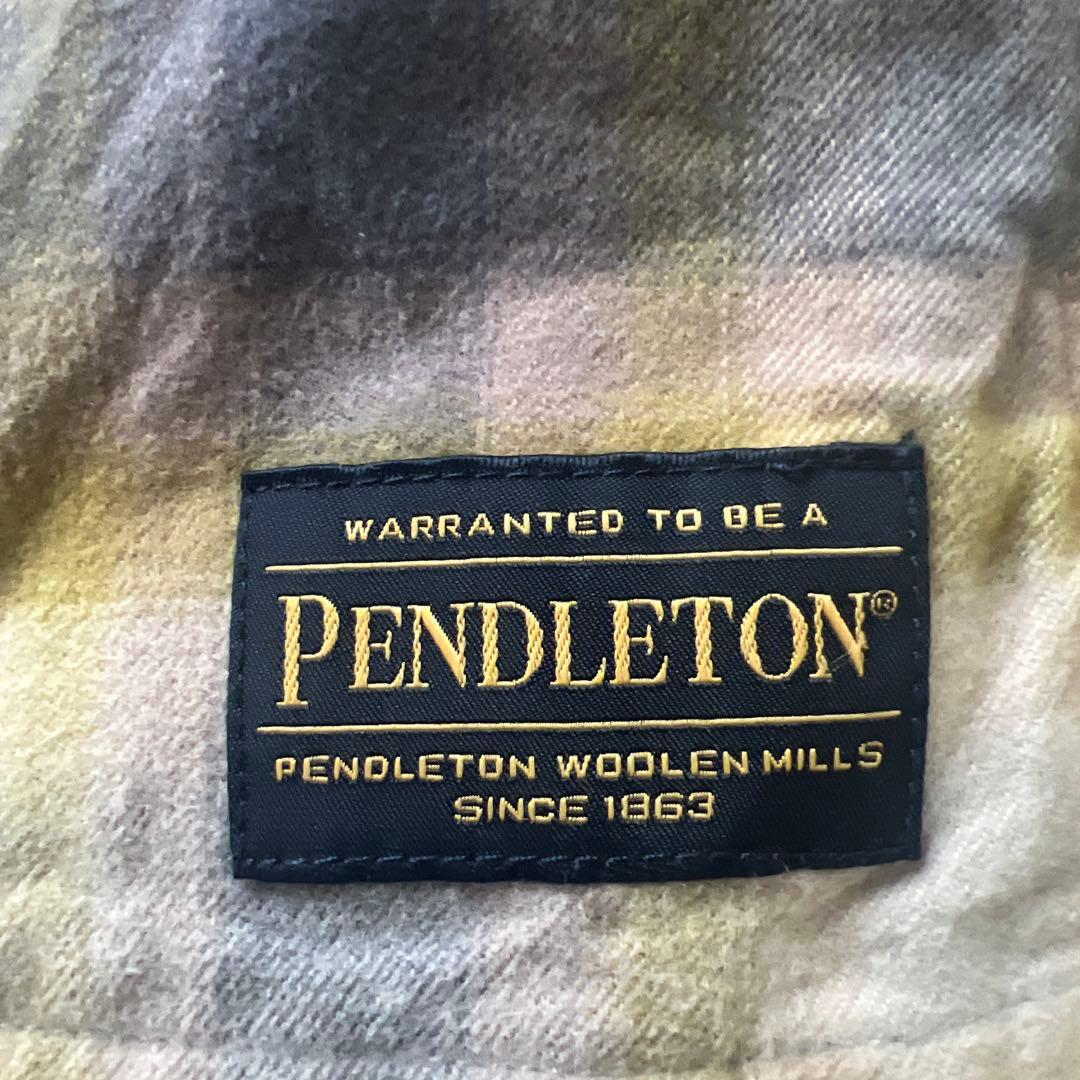 WARRANTED TO BE A
PENDLETON®
PENDLETON WOOLEN MILLS
SINCE 1863